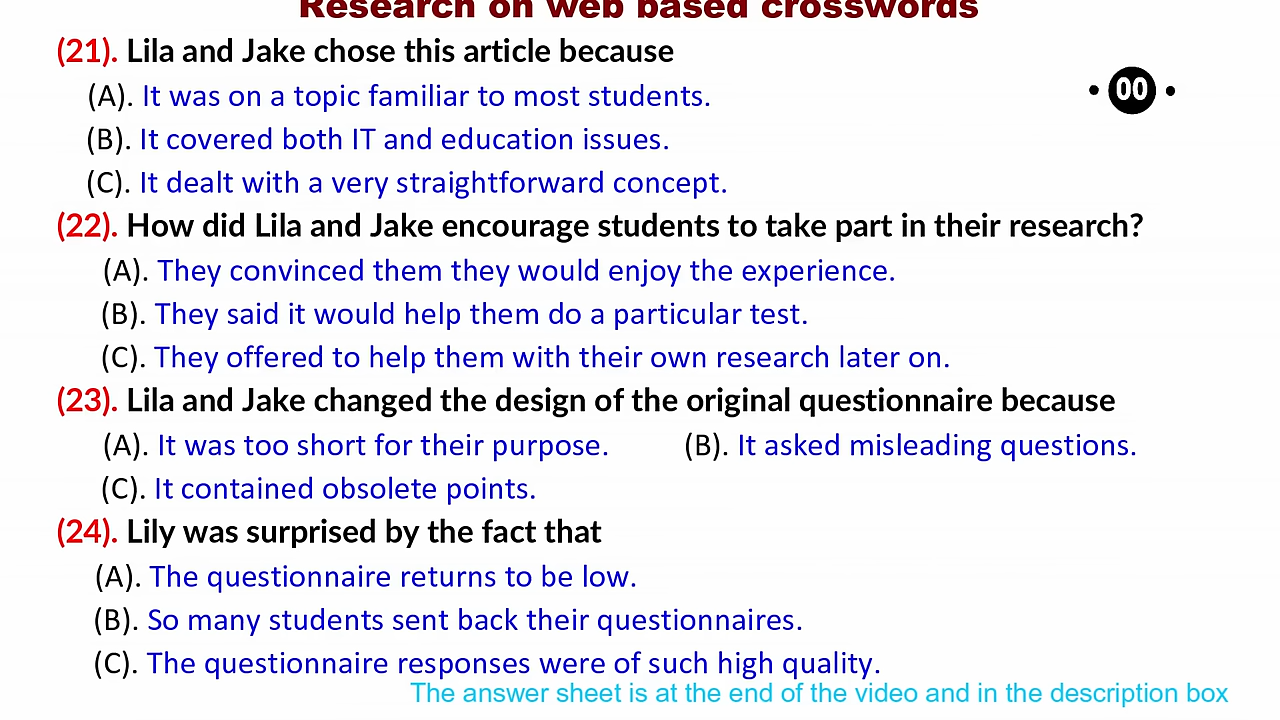 Research on web based crosswords
(21). Lila and Jake chose this article because
(A). It was on a topic familiar to most students.
• 00 •
(B). It covered both IT and education issues.
(C). It dealt with a very straightforward concept.
(22). How did Lila and Jake encourage students to take part in their research?
(A). They convinced them they would enjoy the experience.
(B). They said it would help them do a particular test.
(C). They offered to help them with their own research later on.
(23). Lila and Jake changed the design of the original questionnaire because
(A). It was too short for their purpose. (B). It asked misleading questions.
(C). It contained obsolete points.
(24). Lily was surprised by the fact that
(A). The questionnaire returns to be low.
(B). So many students sent back their questionnaires.
(C). The questionnaire responses were of such high quality.
The answer sheet is at the end of the video and in the description box